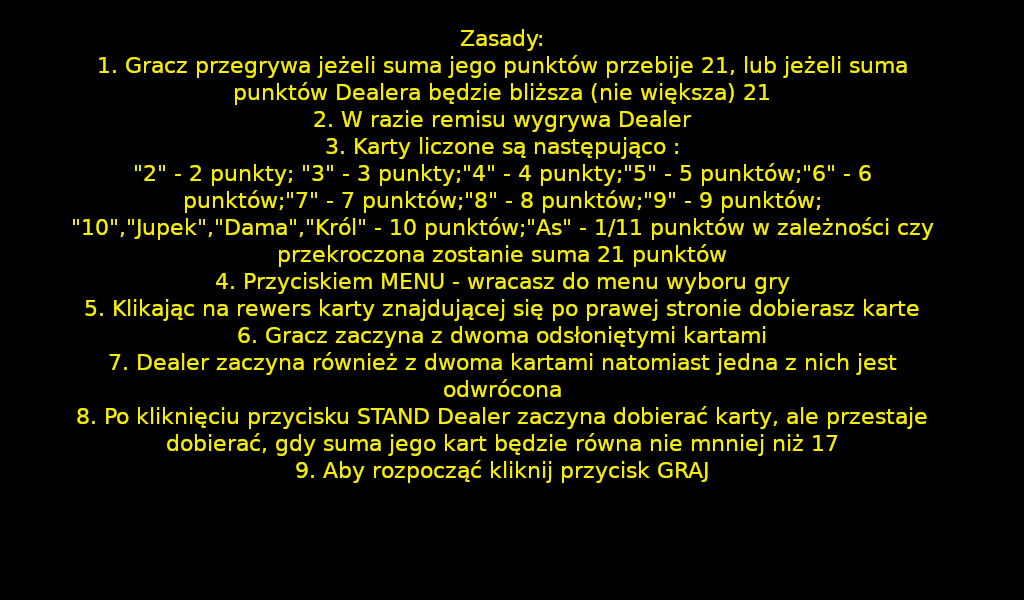 Zasady:
1. Gracz przegrywa jeżeli suma jego punktów przebije 21, lub jeżeli suma
punktów Dealera będzie bliższa (nie większa) 21
2. W razie remisu wygrywa Dealer
3. Karty liczone są następująco :
"2" - 2 punkty; "3" - 3 punkty;"4" - 4 punkty;"5" - 5 punktów;"6" - 6
punktów;"7" - 7 punktów;"8" - 8 punktów;"9" - 9 punktów;
"10","Jupek","Dama","Król" - 10 punktów;"As" - 1/11 punktów w zależności czy
przekroczona zostanie suma 21 punktów
4. Przyciskiem MENU - wracasz do menu wyboru gry
5. Klikając na rewers karty znajdującej się po prawej stronie dobierasz karte
6. Gracz zaczyna z dwoma odsłoniętymi kartami
7. Dealer zaczyna również z dwoma kartami natomiast jedna z nich jest
odwrócona
8. Po kliknięciu przycisku STAND Dealer zaczyna dobierać karty, ale przestaje
dobierać, gdy suma jego kart będzie równa nie mnniej niż 17
9. Aby rozpocząć kliknij przycisk GRAJ